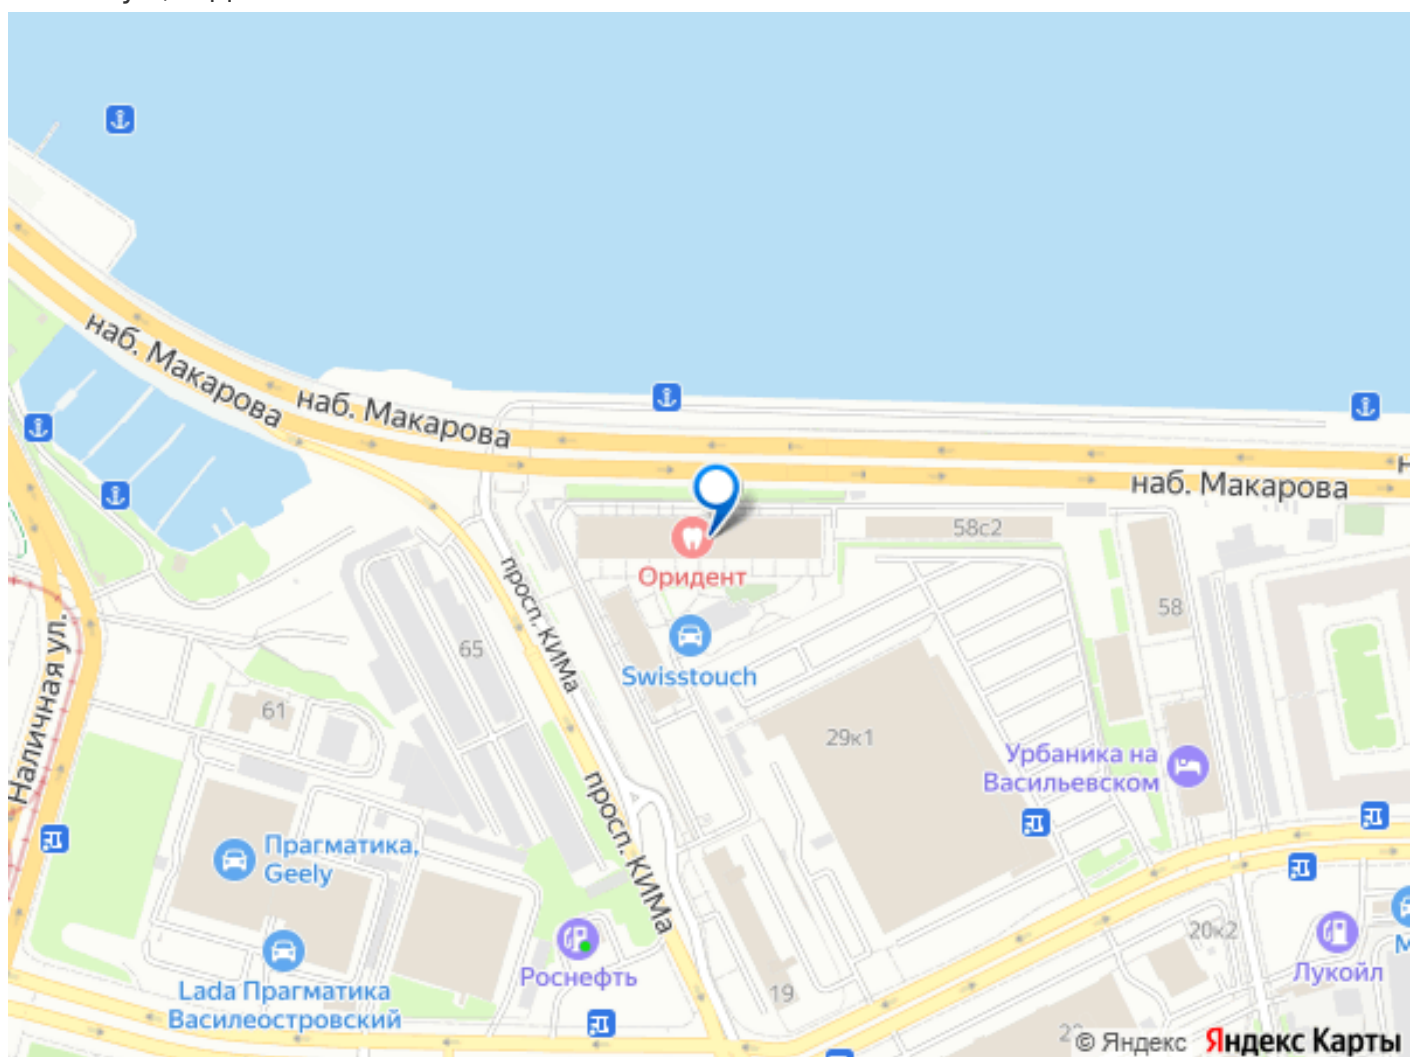 наб. Макарова
наб. Макарова
наб. Макарова
58с2
Оридент
просп. КИМа
58
65
Swisstouch
Наличная ул.
61
29к1
Урбаника на
Васильевском
просп. КИМа
Прагматика,
Geely
20к2
Роснефть
Лукойл
Lada Прагматика
Василеостровский
19
© Яндекс Яндекс Карты